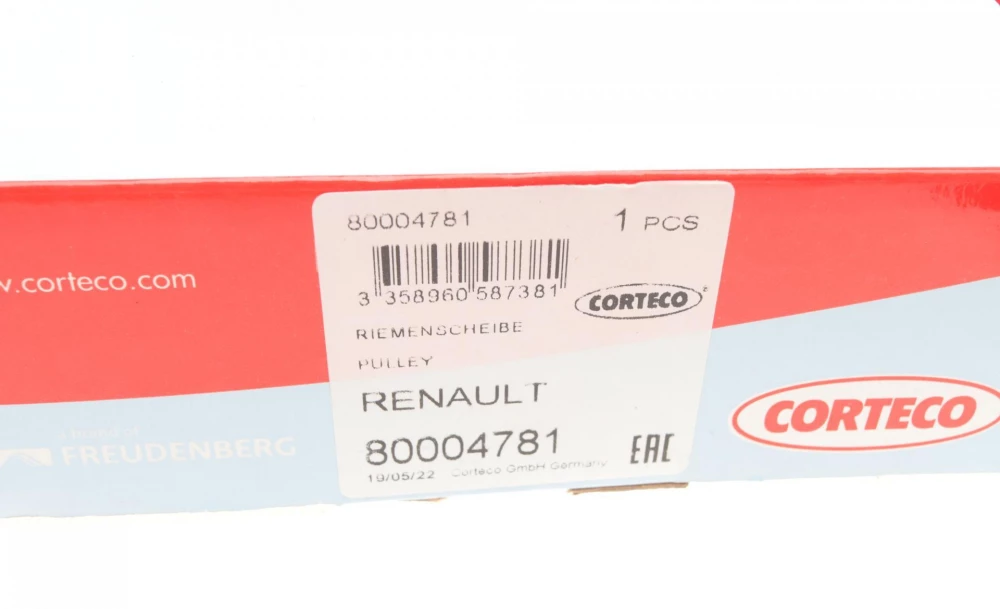 80004781
1 PCS
3 358960 587381
CORTECO
RIEMENSCHEIBE
PULLEY
RENAULT
80004781
EAC
19/05/22 Corteco GmbH Germany
.corteco.com
FREUDENBERG
CORTECO